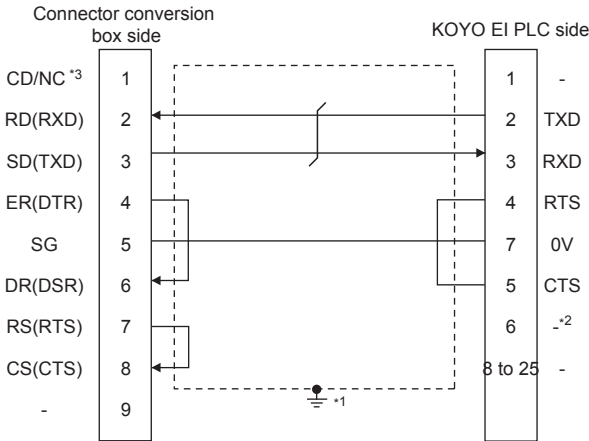 Connector conversion
box side
KOYO EI PLC side
CD/NC *3 1 1 -
RD(RXD) 2 2 TXD
SD(TXD) 3 3 RXD
ER(DTR) 4 4 RTS
SG 5 7 0V
DR(DSR) 6 5 CTS
RS(RTS) 7 6 -*2
CS(CTS) 8 8 to 25 -
*1
- 9